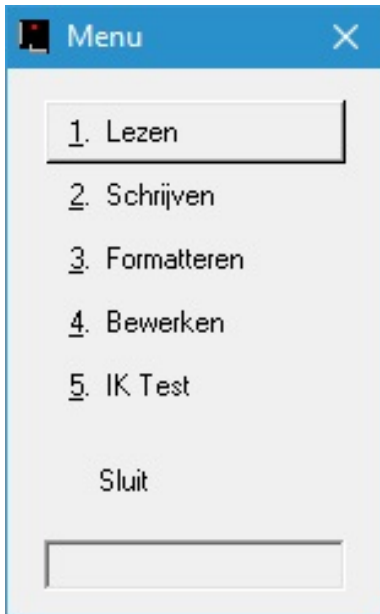 Menu
1. Lezen
2. Schrijven
3. Formatteren
4. Bewerken
5. IK Test
Sluit